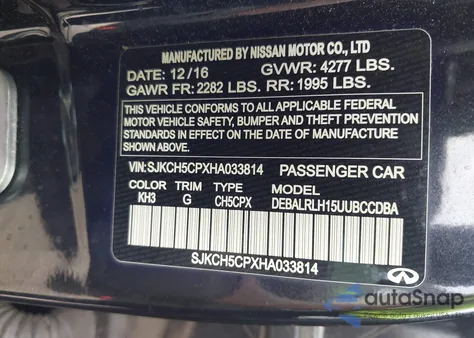 MANUFACTURED BY NISSAN MOTOR CO., LTD
DATE: 12/16 GVWR: 4277 LBS.
GAWR FR: 2282 LBS. RR: 1995 LBS.
THIS VEHICLE CONFORMS TO ALL APPLICABLE FEDERAL
MOTOR VEHICLE SAFETY, BUMPER AND THEFT PREVENTION
STANDARDS IN EFFECT ON THE DATE OF MANUFACTURE
SHOWN ABOVE.
VIN:SJKCH5CPXHA033814 PASSENGER CAR
COLOR TRIM TYPE MODEL
KH3 G CH5CPX DEBALRLH15UUBCCDBA
SJKCH5CPXHA033814
INFINITI
autoSnap